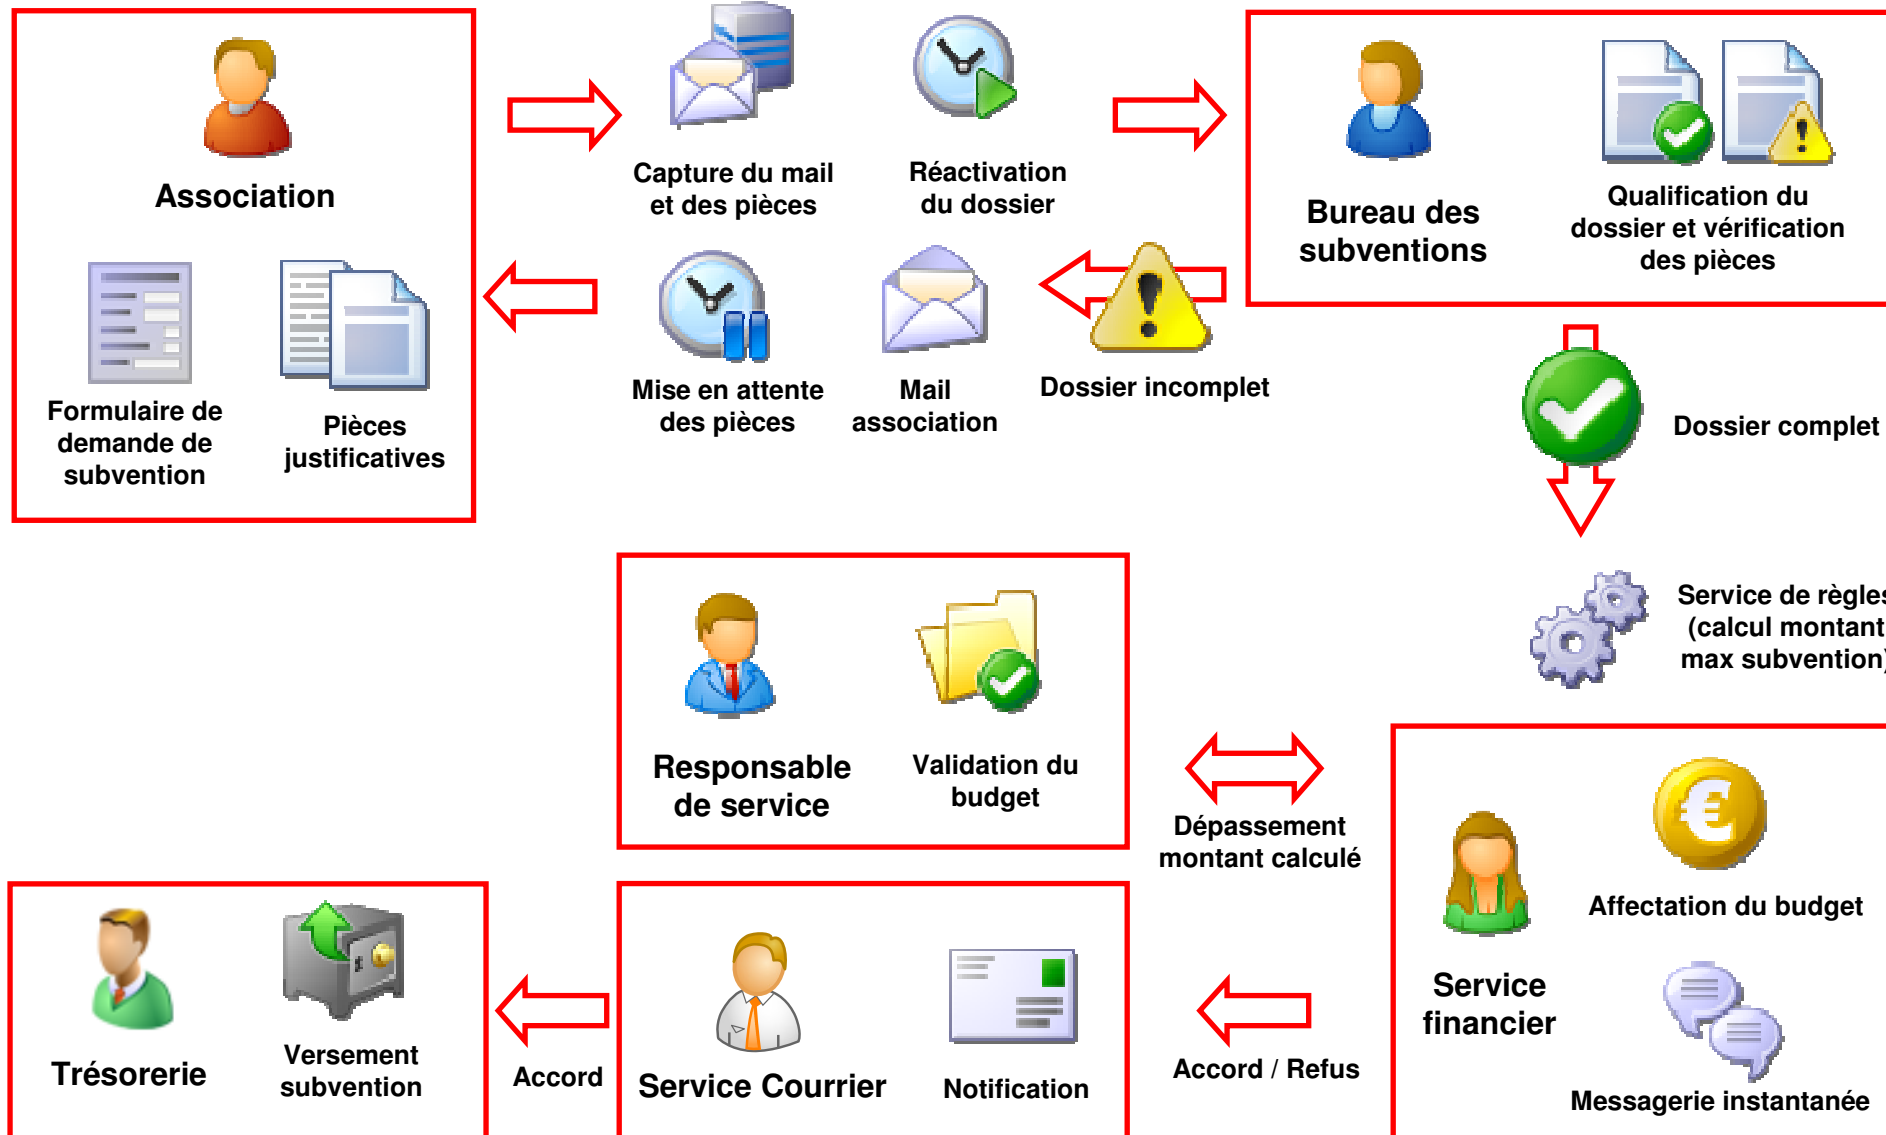 Association
Formulaire de
demande de
subvention
Pièces
justificatives
Capture du mail
et des pièces
Réactivation
du dossier
Mise en attente
des pièces
Mail
association
Dossier incomplet
Bureau des
subventions
Qualification du
dossier et vérification
des pièces
Dossier complet
Service de règles
(calcul montant
max subvention)
Responsable
de service
Validation du
budget
Dépassement
montant calculé
Service
financier
Affectation du budget
Messagerie instantanée
Accord / Refus
Service Courrier
Notification
Accord
Trésorerie
Versement
subvention